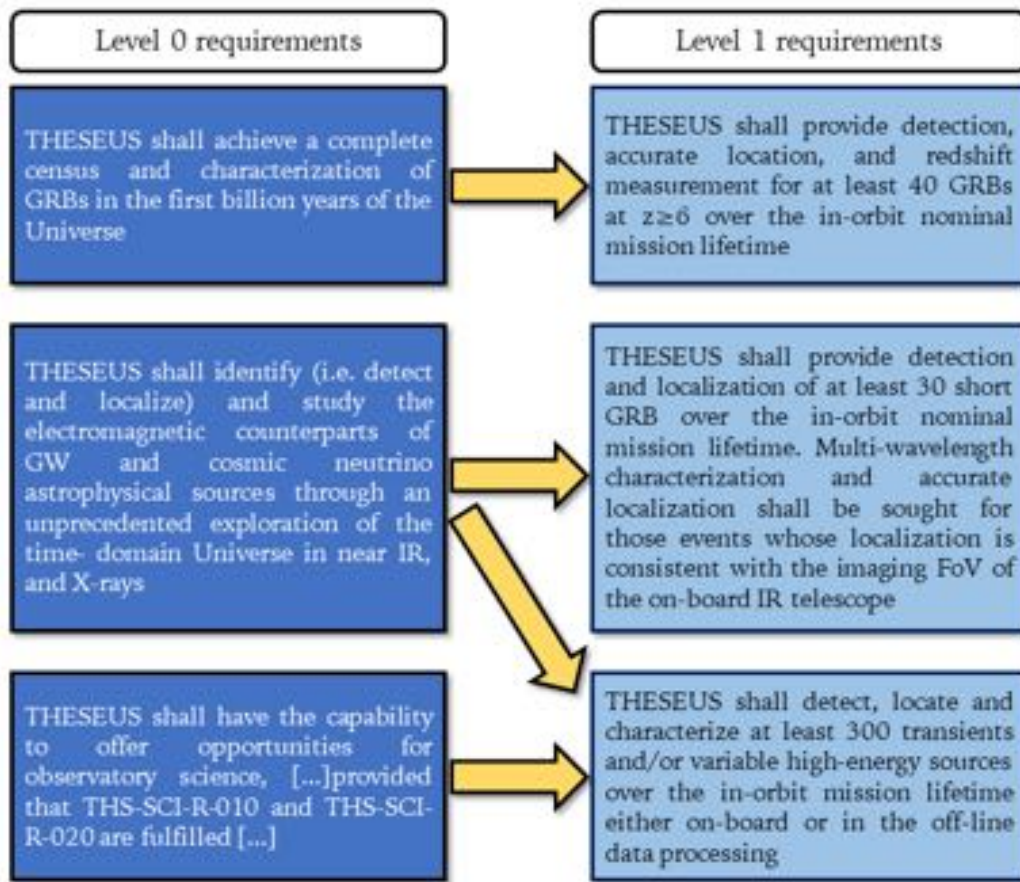 Level 0 requirements
Level 1 requirements
THESEUS shall achieve a complete
census and characterization of
GRBs in the first billion years of the
Universe
THESEUS shall provide detection,
accurate location, and redshift
measurement for at least 40 GRBs
at z≥6 over the in-orbit nominal
mission lifetime
THESEUS shall identify (i.e. detect
and localize) and study the
electromagnetic counterparts of
GW and cosmic neutrino
astrophysical sources through an
unprecedented exploration of the
time- domain Universe in near IR,
and X-rays
THESEUS shall provide detection
and localization of at least 30 short
GRB over the in-orbit nominal
mission lifetime. Multi-wavelength
characterization and accurate
localization shall be sought for
those events whose localization is
consistent with the imaging FoV of
the on-board IR telescope
THESEUS shall have the capability
to offer opportunities for
observatory science, [...]provided
that THS-SCI-R-010 and THS-SCI-
R-020 are fulfilled [...]
THESEUS shall detect, locate and
characterize at least 300 transients
and/or variable high-energy sources
over the in-orbit mission lifetime
either on-board or in the off-line
data processing